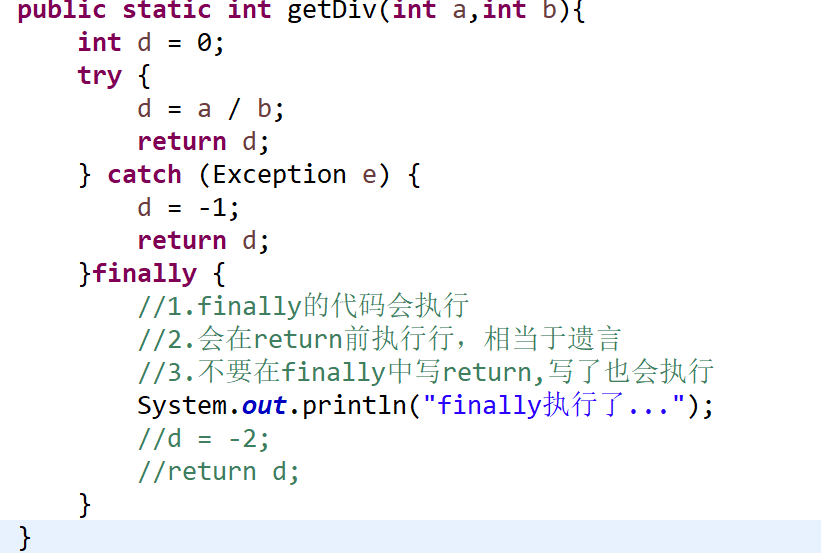 public static int getDiv(int a,int b){
    int d = 0;
    try {
        d = a / b;
        return d;
    } catch (Exception e) {
        d = -1;
        return d;
    }finally {
        //1.finally的代码会执行
        //2.会在return前执行行，相当于遗言
        //3.不要在finally中写return,写了也会执行
        System.out.println("finally执行了...");
        //d = -2;
        //return d;
    }
}